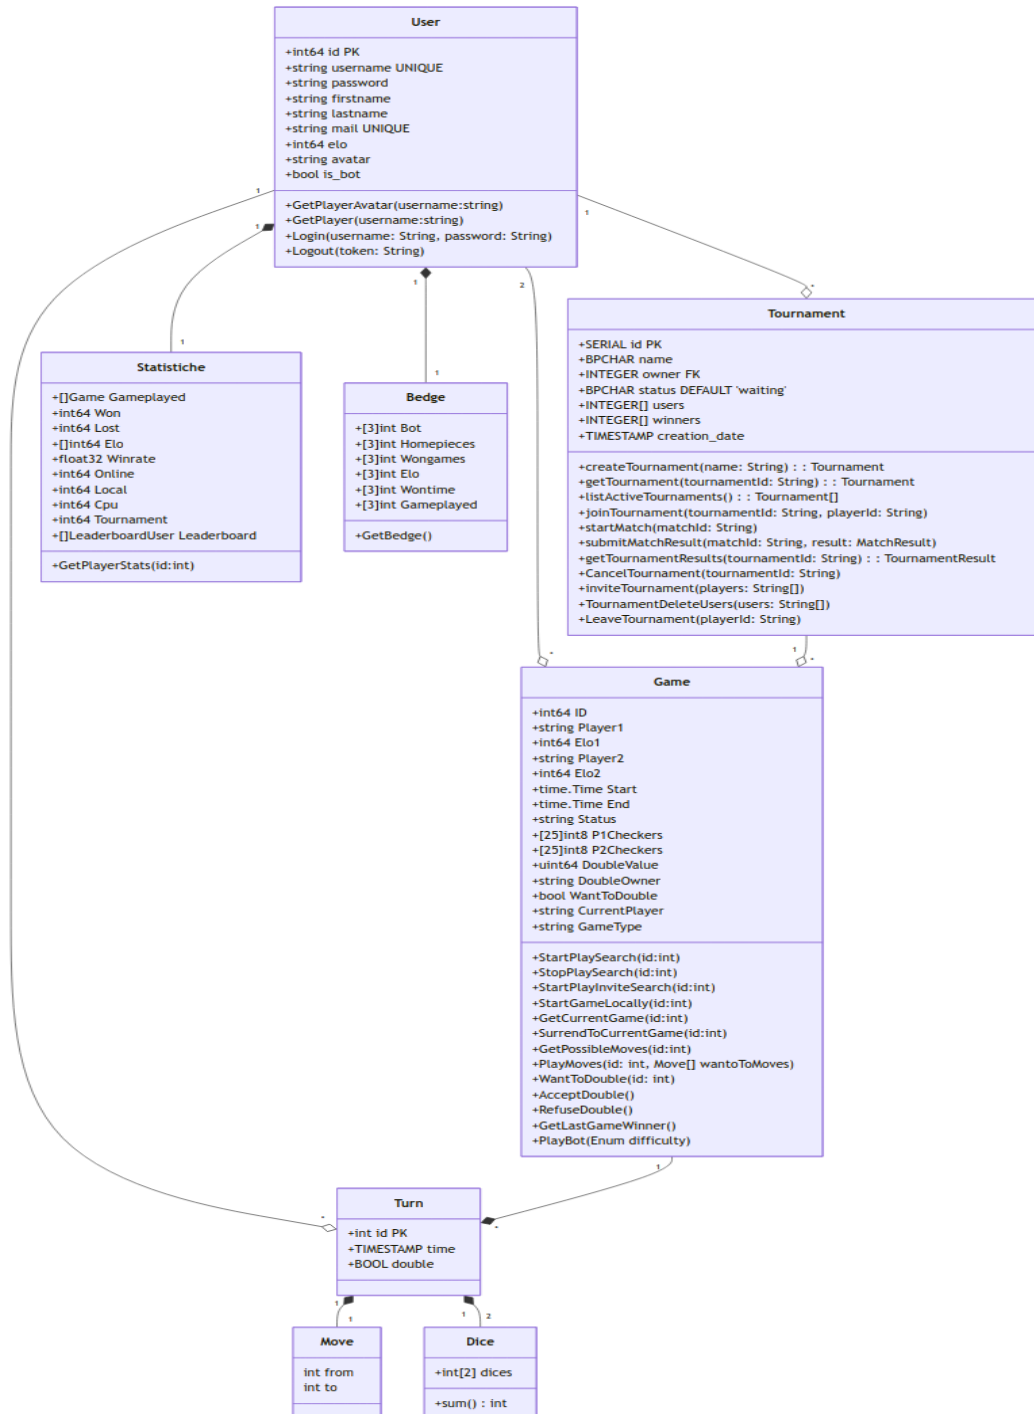 User
+int64 id PK
+string username UNIQUE
+string password
+string firstname
+string lastname
+string mail UNIQUE
+int64 elo
+string avatar
+bool is_bot
+GetPlayerAvatar(username:string)
+GetPlayer(username:string)
+Login(username: String, password: String)
+Logout(token: String)
1
1
1
2
1
*
Tournament
+SERIAL id PK
+BPCHAR name
+INTEGER owner FK
+BPCHAR status DEFAULT 'waiting'
+INTEGER[] users
+INTEGER[] winners
+TIMESTAMP creation_date
+createTournament(name: String) : : Tournament
+getTournament(tournamentId: String) : : Tournament
+listActiveTournaments() : : Tournament[]
+joinTournament(tournamentId: String, playerId: String)
+startMatch(matchId: String)
+submitMatchResult(matchId: String, result: MatchResult)
+getTournamentResults(tournamentId: String) : : TournamentResult
+CancelTournament(tournamentId: String)
+inviteTournament(players: String[])
+TournamentDeleteUsers(users: String[])
+LeaveTournament(playerId: String)
1
Statistiche
+[]Game Gameplayed
+int64 Won
+int64 Lost
+[]int64 Elo
+float32 Winrate
+int64 Online
+int64 Local
+int64 Cpu
+int64 Tournament
+[]LeaderboardUser Leaderboard
+GetPlayerStats(id:int)
1
Bedge
+[3]int Bot
+[3]int Homepieces
+[3]int Wongames
+[3]int Elo
+[3]int Wontime
+[3]int Gameplayed
+GetBedge()
*
1
*
Game
+int64 ID
+string Player1
+int64 Elo1
+string Player2
+int64 Elo2
+time.Time Start
+time.Time End
+string Status
+[25]int8 P1Checkers
+[25]int8 P2Checkers
+uint64 DoubleValue
+string DoubleOwner
+bool WantToDouble
+string CurrentPlayer
+string GameType
+StartPlaySearch(id:int)
+StopPlaySearch(id:int)
+StartPlayInviteSearch(id:int)
+StartGameLocally(id:int)
+GetCurrentGame(id:int)
+SurrendToCurrentGame(id:int)
+GetPossibleMoves(id:int)
+PlayMoves(id: int, Move[] wantoToMoves)
+WantToDouble(id: int)
+AcceptDouble()
+RefuseDouble()
+GetLastGameWinner()
+PlayBot(Enum difficulty)
1
*
*
Turn
+int id PK
+TIMESTAMP time
+BOOL double
1
1
1
2
Move
int from
int to
Dice
+int[2] dices
+sum() : int